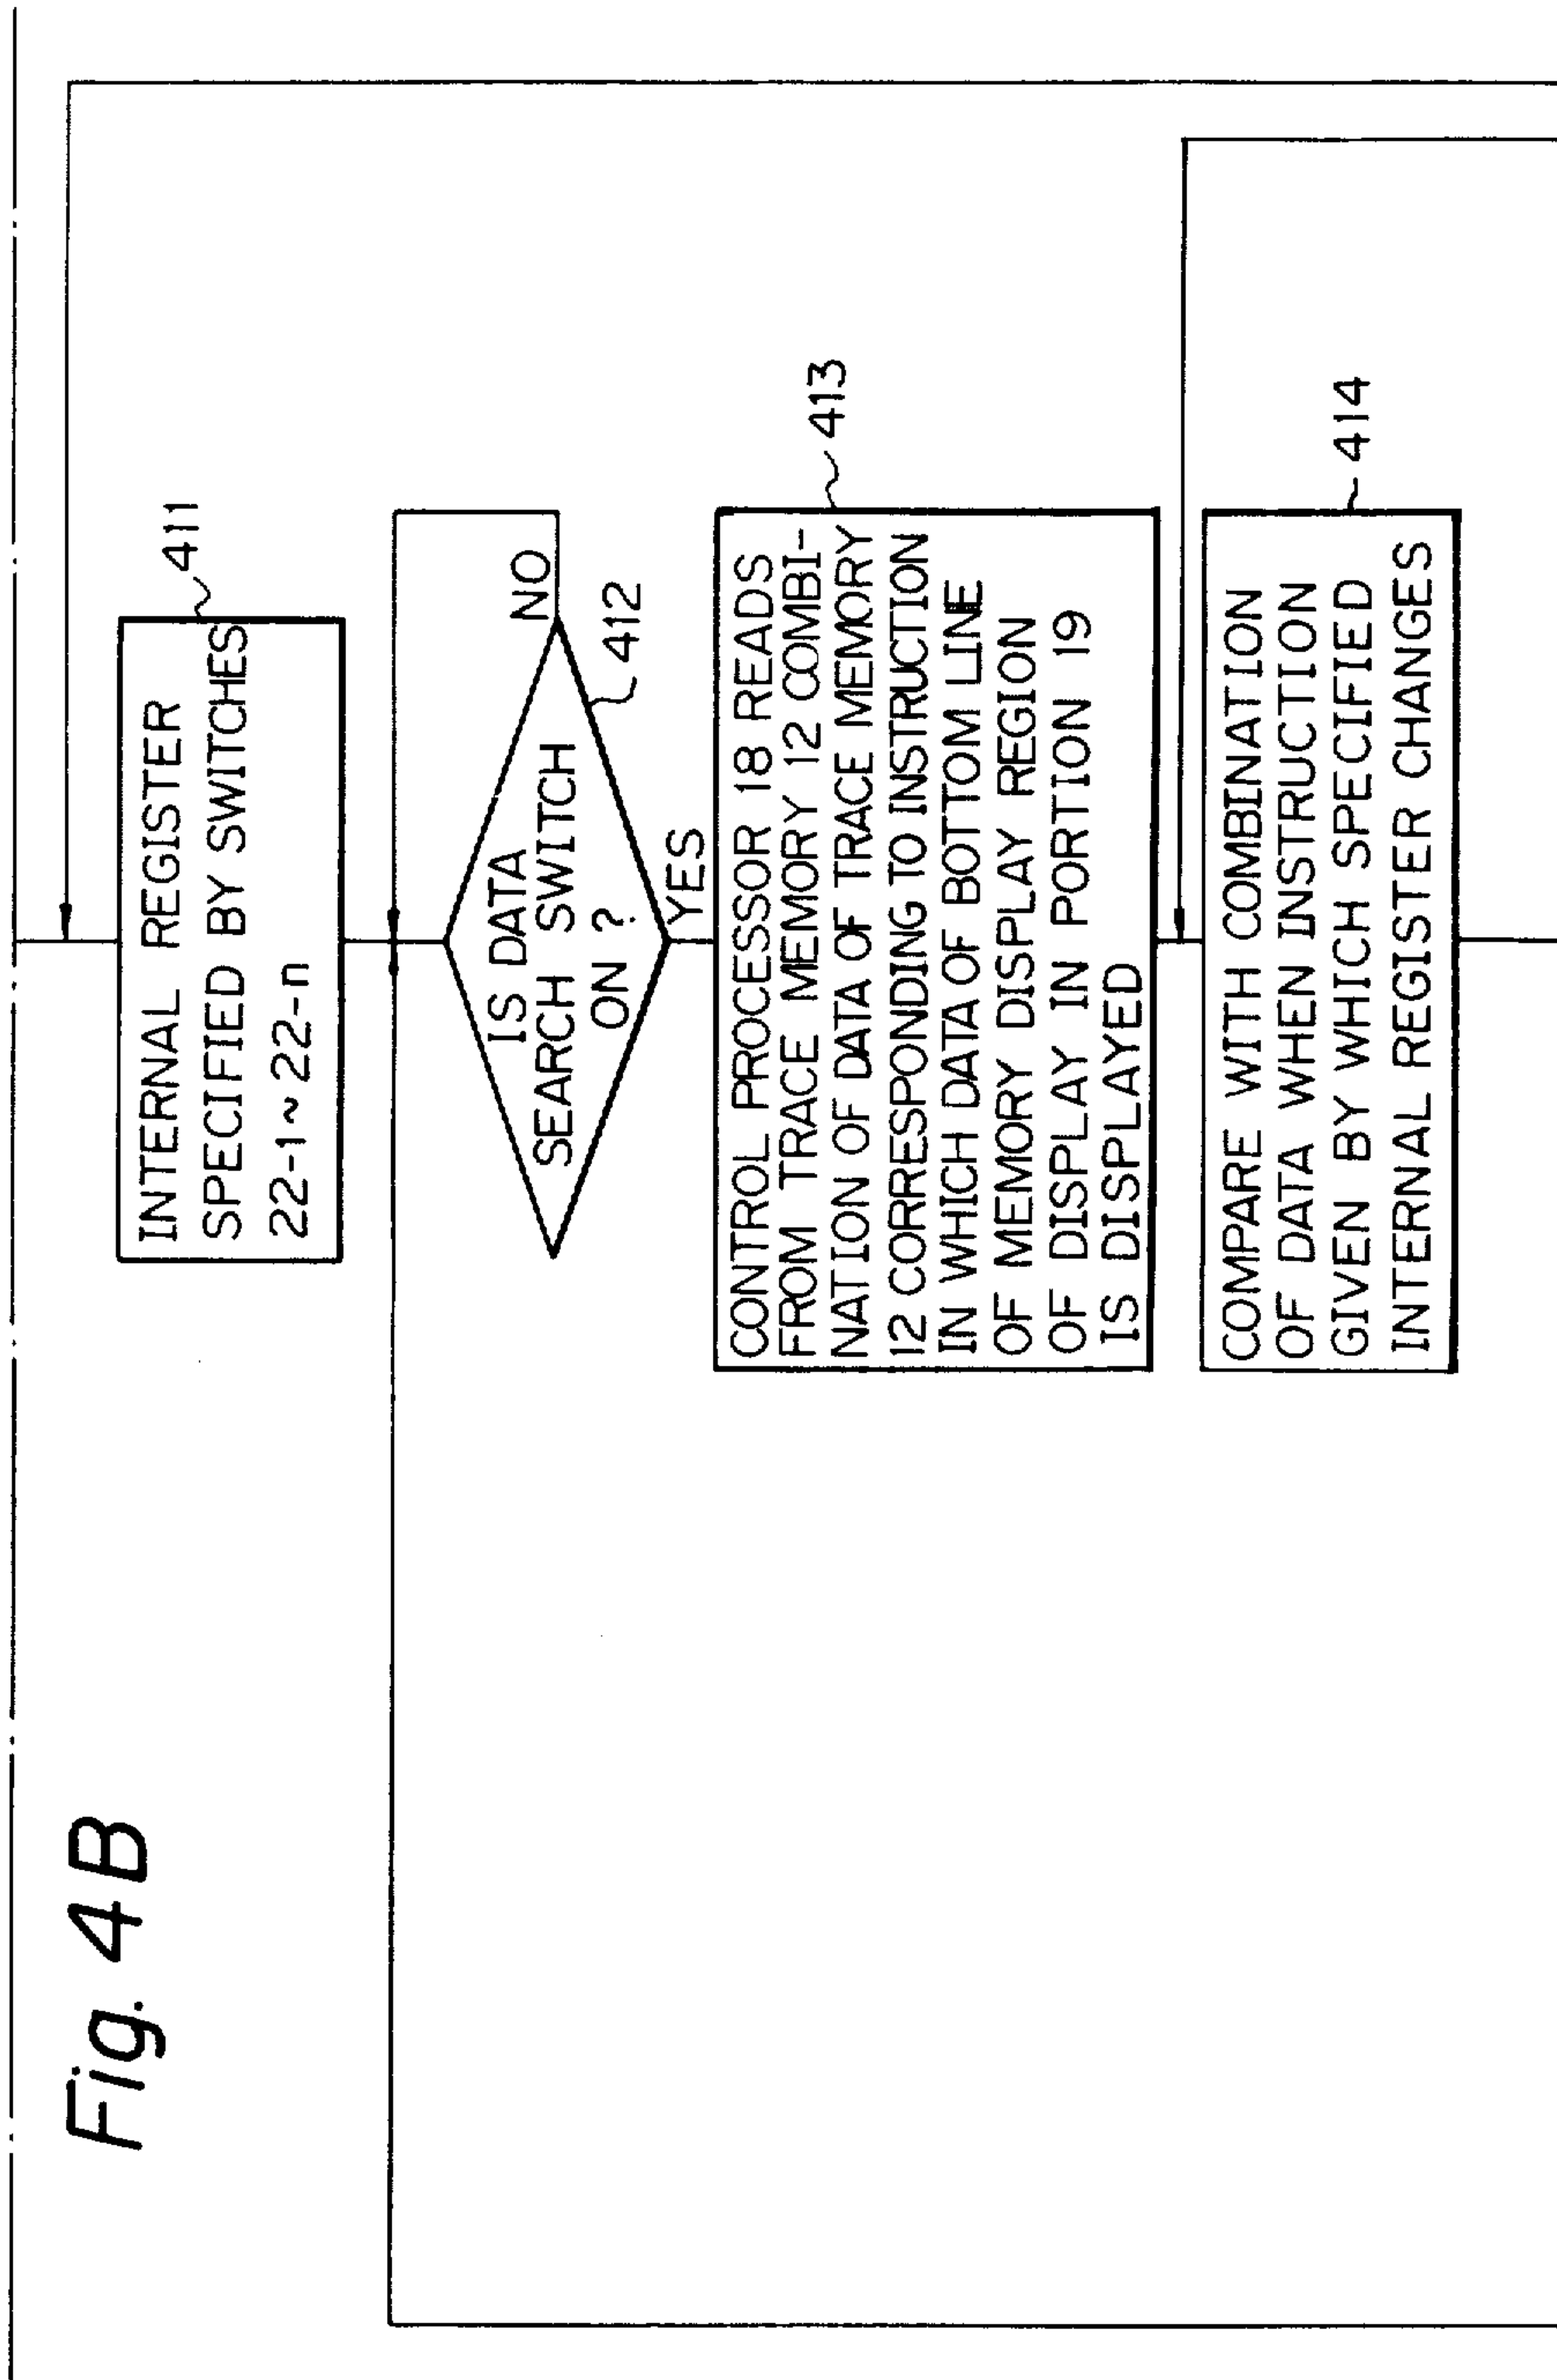 Fig. 4B
INTERNAL REGISTER
SPECIFIED BY SWITCHES
22-1~22-n
411
IS DATA
SEARCH SWITCH
ON ?
NO
412
YES
CONTROL PROCESSOR 18 READS
FROM TRACE MEMORY 12 COMBI-
NATION OF DATA OF TRACE MEMORY
12 CORRESPONDING TO INSTRUCTION
IN WHICH DATA OF BOTTOM LINE
OF MEMORY DISPLAY REGION
OF DISPLAY IN PORTION 19
IS DISPLAYED
413
COMPARE WITH COMBINATION
OF DATA WHEN INSTRUCTION
GIVEN BY WHICH SPECIFIED
INTERNAL REGISTER CHANGES
414